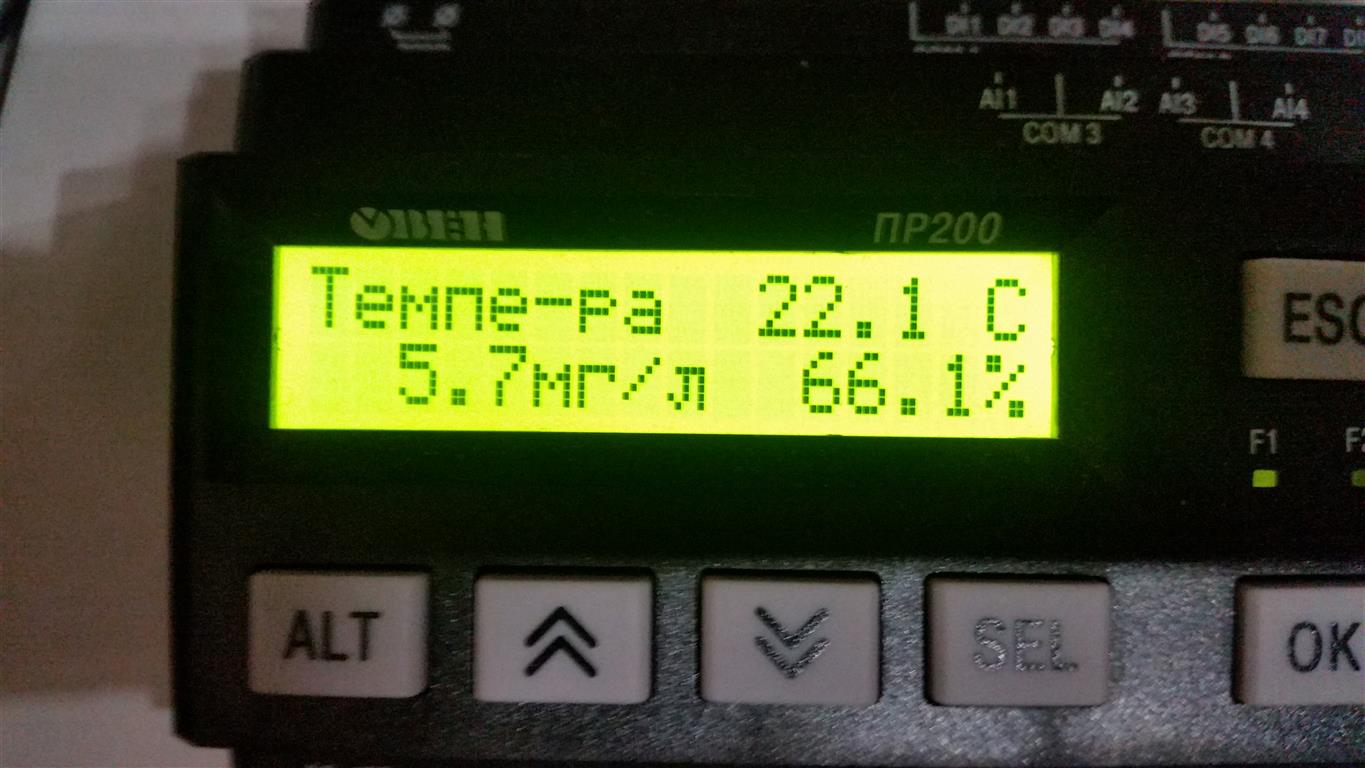 DI1 DI2 DI3 DI4 DI5 DI6 DI7
AI1 AI2 AI3 AI4
COM 3 COM 4
ОВЕН ПР200
Темпе-ра 22.1 C
5.7мг/л 66.1%
ESC
F1
ALT SEL OK